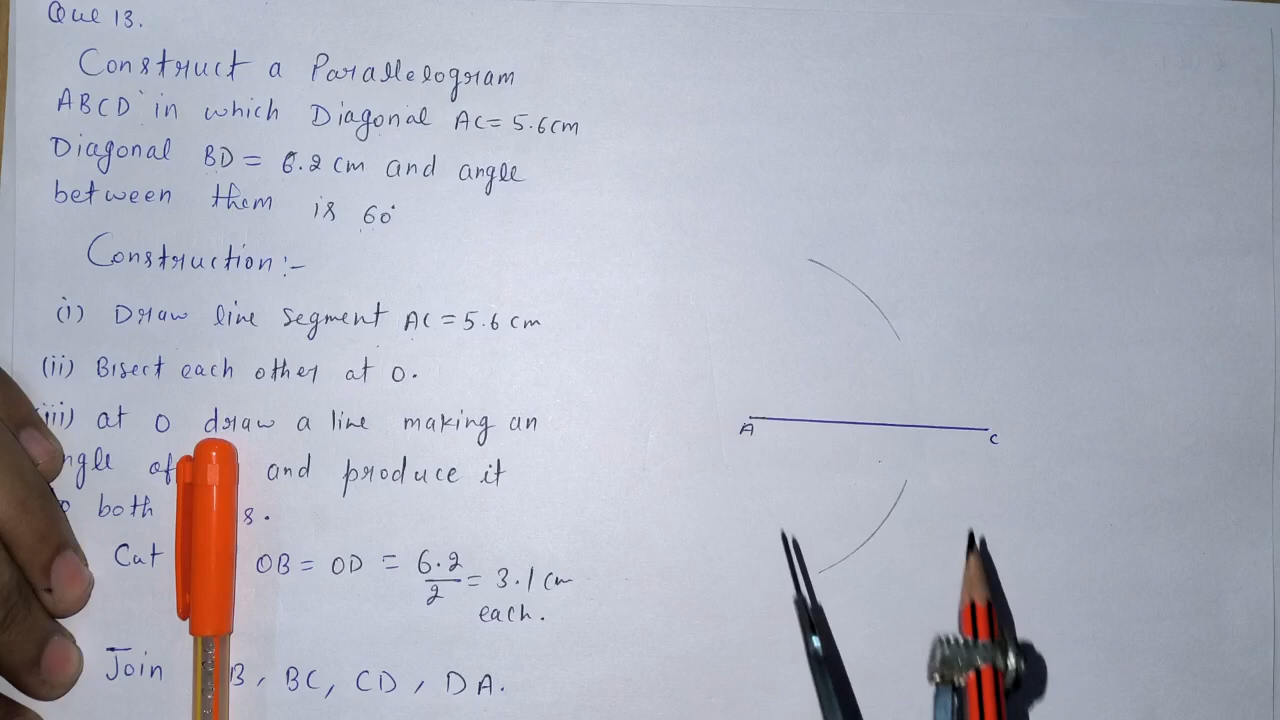 Que 13.
Construct a Parallelogram
ABCD in which Diagonal AC = 5.6cm
Diagonal BD = 6.2 cm and angle
between them is 60°
Construction:-
(i) Draw line segment AC = 5.6 cm
(ii) Bisect each other at O.
(iii) at O draw a line making an
of and produce it
both
Cut OB = OD = 6.2/2 = 3.1 cm
each.
Join B, BC, CD, DA.
A C